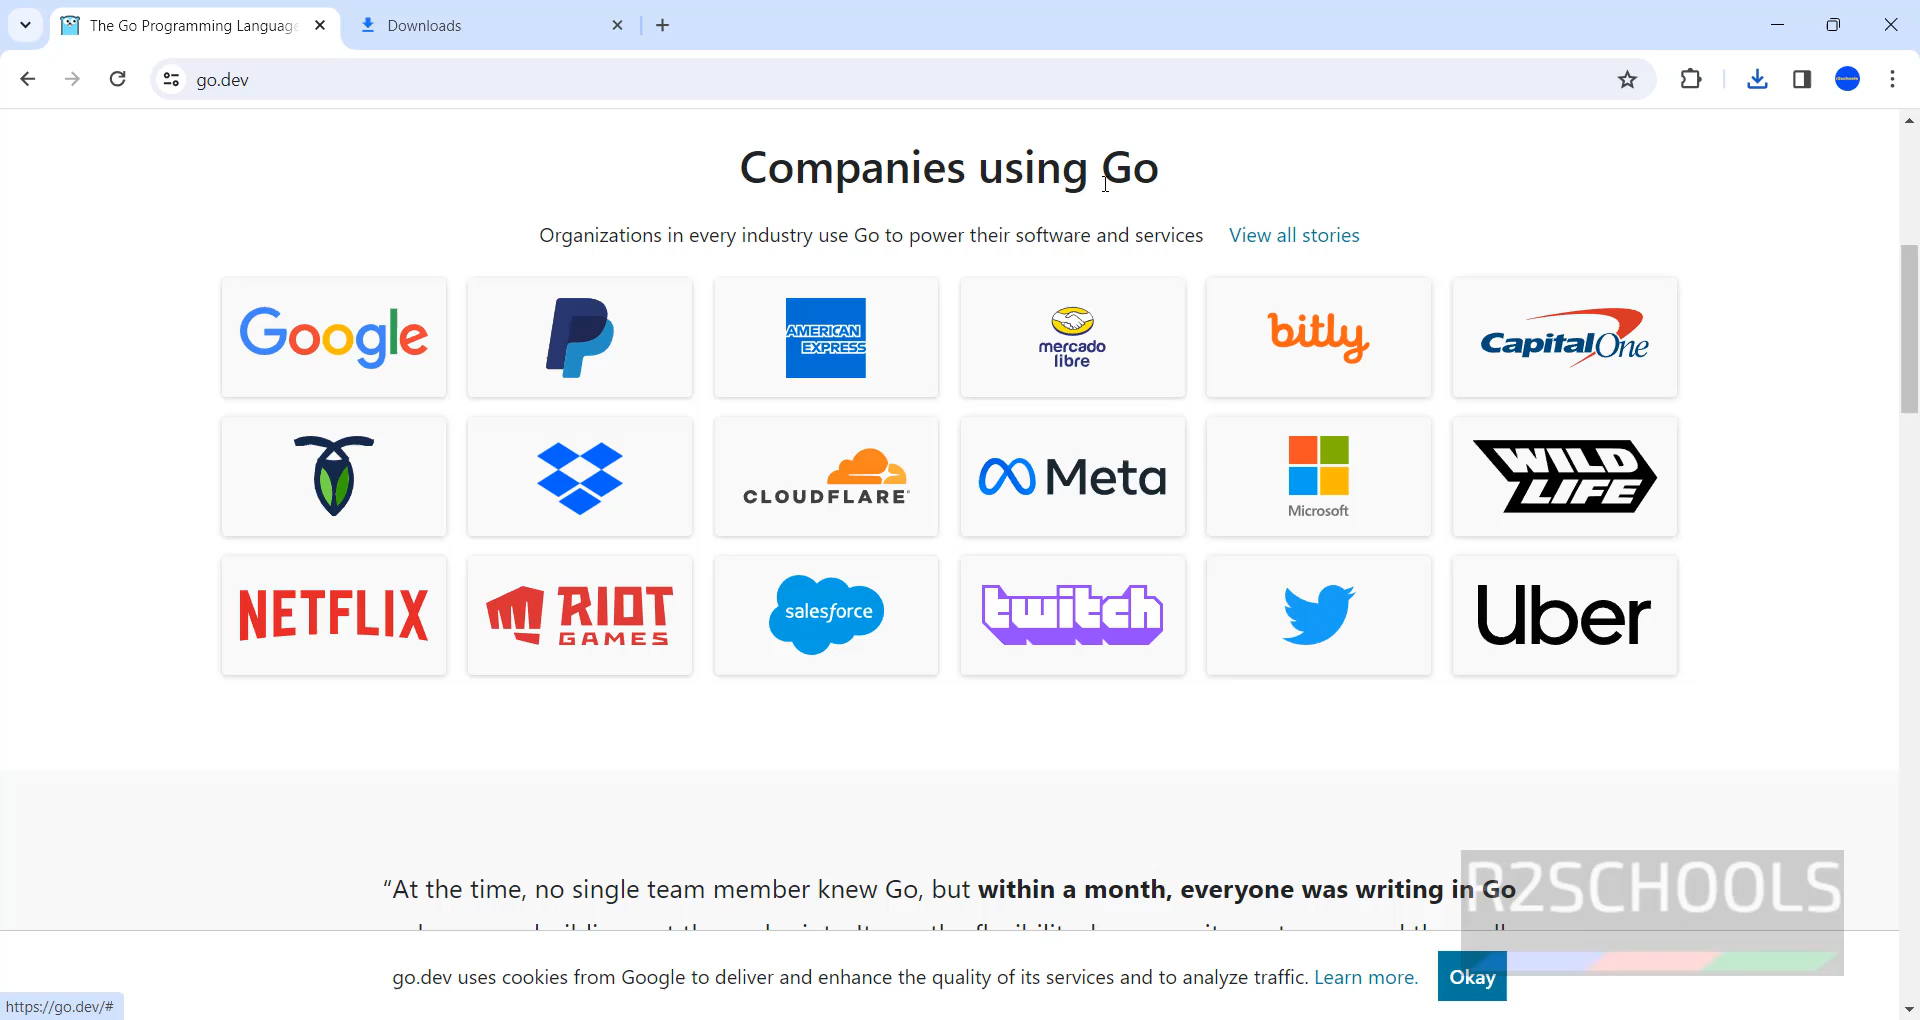 The Go Programming Language
Downloads
go.dev
Companies using Go
Organizations in every industry use Go to power their software and services View all stories
Google
AMERICAN EXPRESS
mercado libre
bitly
Capital One
CLOUDFLARE
Meta
Microsoft
WILD LIFE
NETFLIX
RIOT GAMES
salesforce
twitch
Uber
“At the time, no single team member knew Go, but within a month, everyone was writing in Go
R2SCHOOLS
go.dev uses cookies from Google to deliver and enhance the quality of its services and to analyze traffic. Learn more. Okay
https://go.dev/#